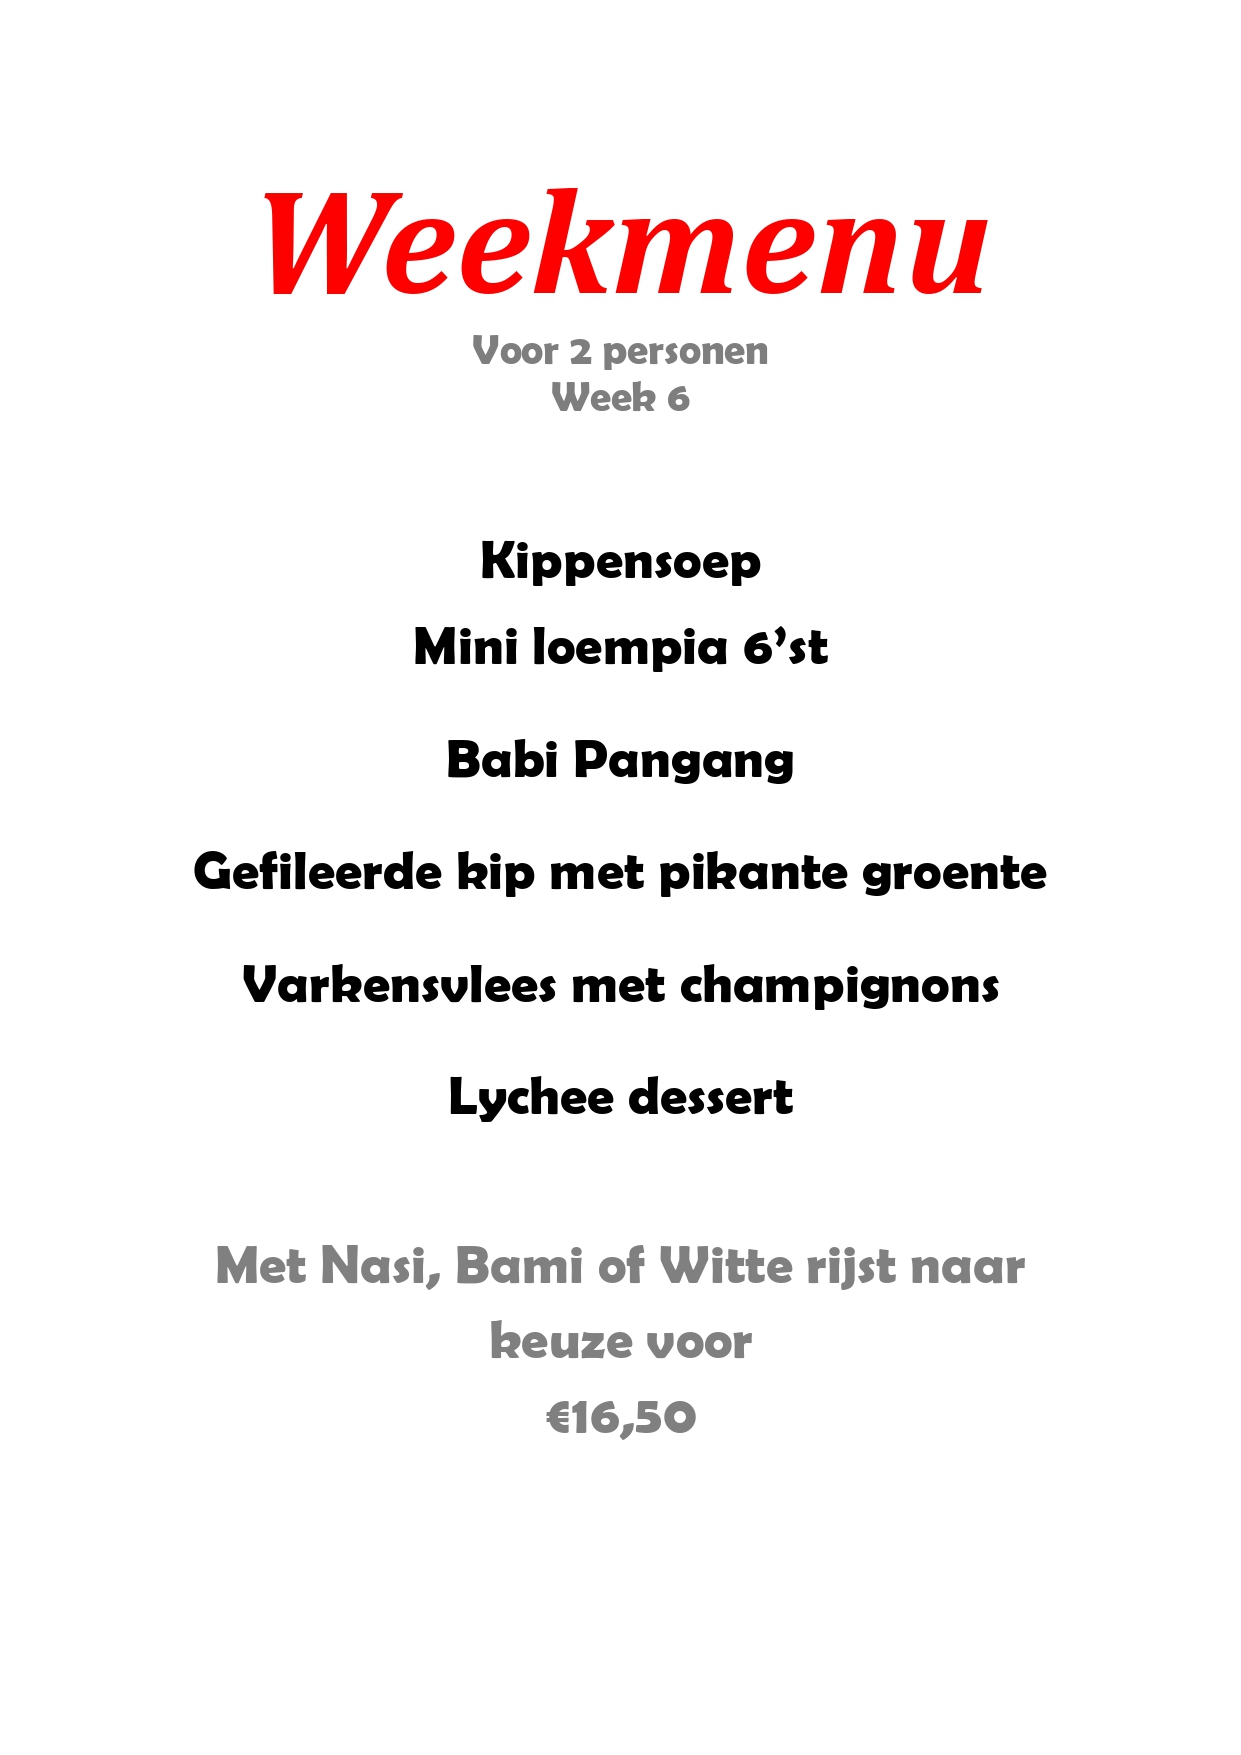 Weekmenu
Voor 2 personen
Week 6
Kippensoep
Mini loempia 6’st
Babi Pangang
Gefileerde kip met pikante groente
Varkensvlees met champignons
Lychee dessert
Met Nasi, Bami of Witte rijst naar
keuze voor
€16,50